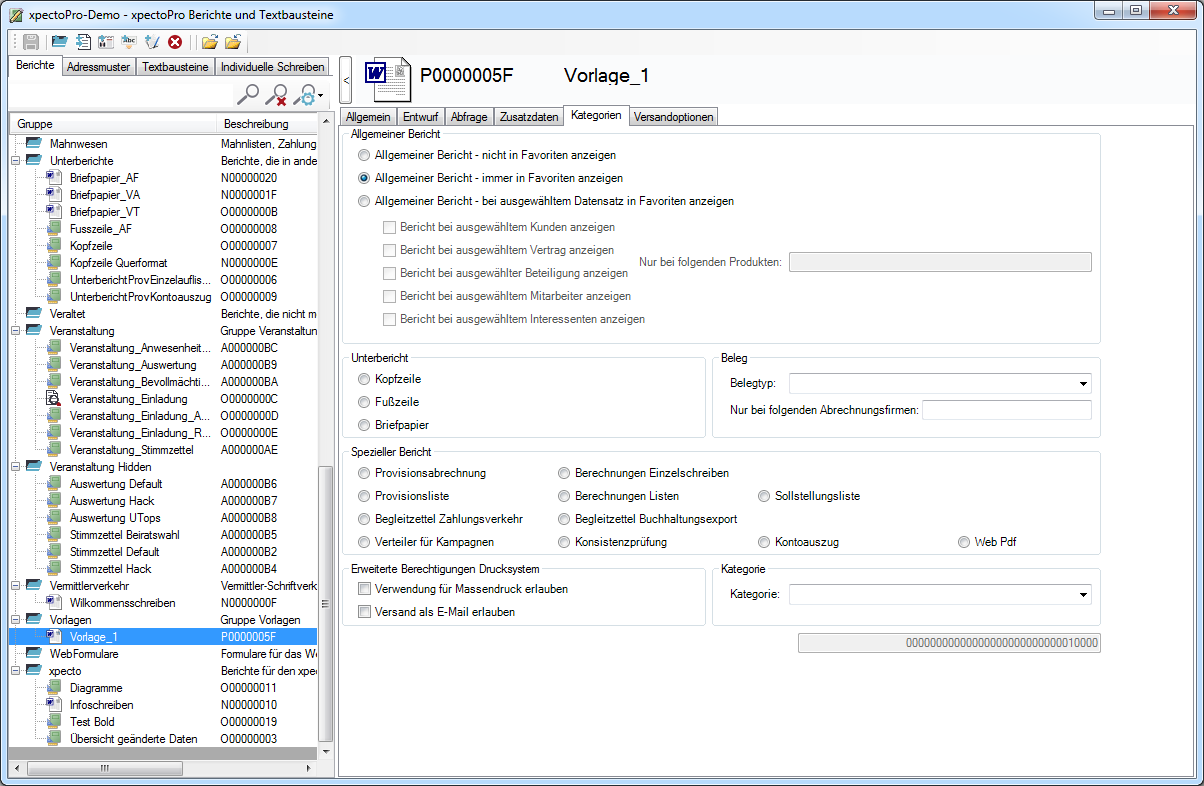 xpectoPro-Demo - xpectoPro Berichte und Textbausteine
Berichte Adressmuster Textbausteine Individuelle Schreiben
< P0000005F Vorlage_1
Gruppe Beschreibung
Mahnwesen Mahnlisten, Zahlung
Unterberichte Berichte, die in ande
Briefpapier_AF N00000020
Briefpapier_VA N0000001F
Briefpapier_VT O0000000B
Fusszeile_AF O00000008
Kopfzeile O00000007
Kopfzeile Querformat N0000000E
UnterberichtProvEinzelauflis... O00000006
UnterberichtProvKontoauszug O00000009
Veraltet Berichte, die nicht m
Veranstaltung Gruppe Veranstaltun
Veranstaltung_Anwesenheit... A000000BC
Veranstaltung_Auswertung A000000B9
Veranstaltung_Bevollmächti... A000000BA
Veranstaltung_Einladung O0000000C
Veranstaltung_Einladung_A... O0000000D
Veranstaltung_Einladung_R... O0000000E
Veranstaltung_Stimmzettel A000000AE
Veranstaltung Hidden
Auswertung Default A000000B6
Auswertung Hack A000000B7
Auswertung UTops A000000B8
Stimmzettel Beiratswahl A000000B5
Stimmzettel Default A000000B2
Stimmzettel Hack A000000B4
Vermittlerverkehr Vermittler-Schriftverk
Wilkommensschreiben N0000000F
Vorlagen Gruppe Vorlagen
Vorlage_1 P0000005F
WebFormulare Formulare für das We
xpecto Berichte für den xpec
Diagramme O00000011
Infoschreiben N00000010
Test Bold O00000019
Übersicht geänderte Daten O00000003
Allgemein Entwurf Abfrage Zusatzdaten Kategorien Versandoptionen
Allgemeiner Bericht
Allgemeiner Bericht - nicht in Favoriten anzeigen
Allgemeiner Bericht - immer in Favoriten anzeigen
Allgemeiner Bericht - bei ausgewähltem Datensatz in Favoriten anzeigen
Bericht bei ausgewähltem Kunden anzeigen
Bericht bei ausgewähltem Vertrag anzeigen
Nur bei folgenden Produkten:
Bericht bei ausgewählter Beteiligung anzeigen
Bericht bei ausgewähltem Mitarbeiter anzeigen
Bericht bei ausgewähltem Interessenten anzeigen
Unterbericht
Kopfzeile
Fußzeile
Briefpapier
Beleg
Belegtyp:
Nur bei folgenden Abrechnungsfirmen:
Spezieller Bericht
Provisionsabrechnung Berechnungen Einzelschreiben
Provisionsliste Berechnungen Listen Sollstellungsliste
Begleitzettel Zahlungsverkehr Begleitzettel Buchhaltungsexport
Verteiler für Kampagnen Konsistenzprüfung Kontoauszug Web Pdf
Erweiterte Berechtigungen Drucksystem
Verwendung für Massendruck erlauben
Versand als E-Mail erlauben
Kategorie
Kategorie: